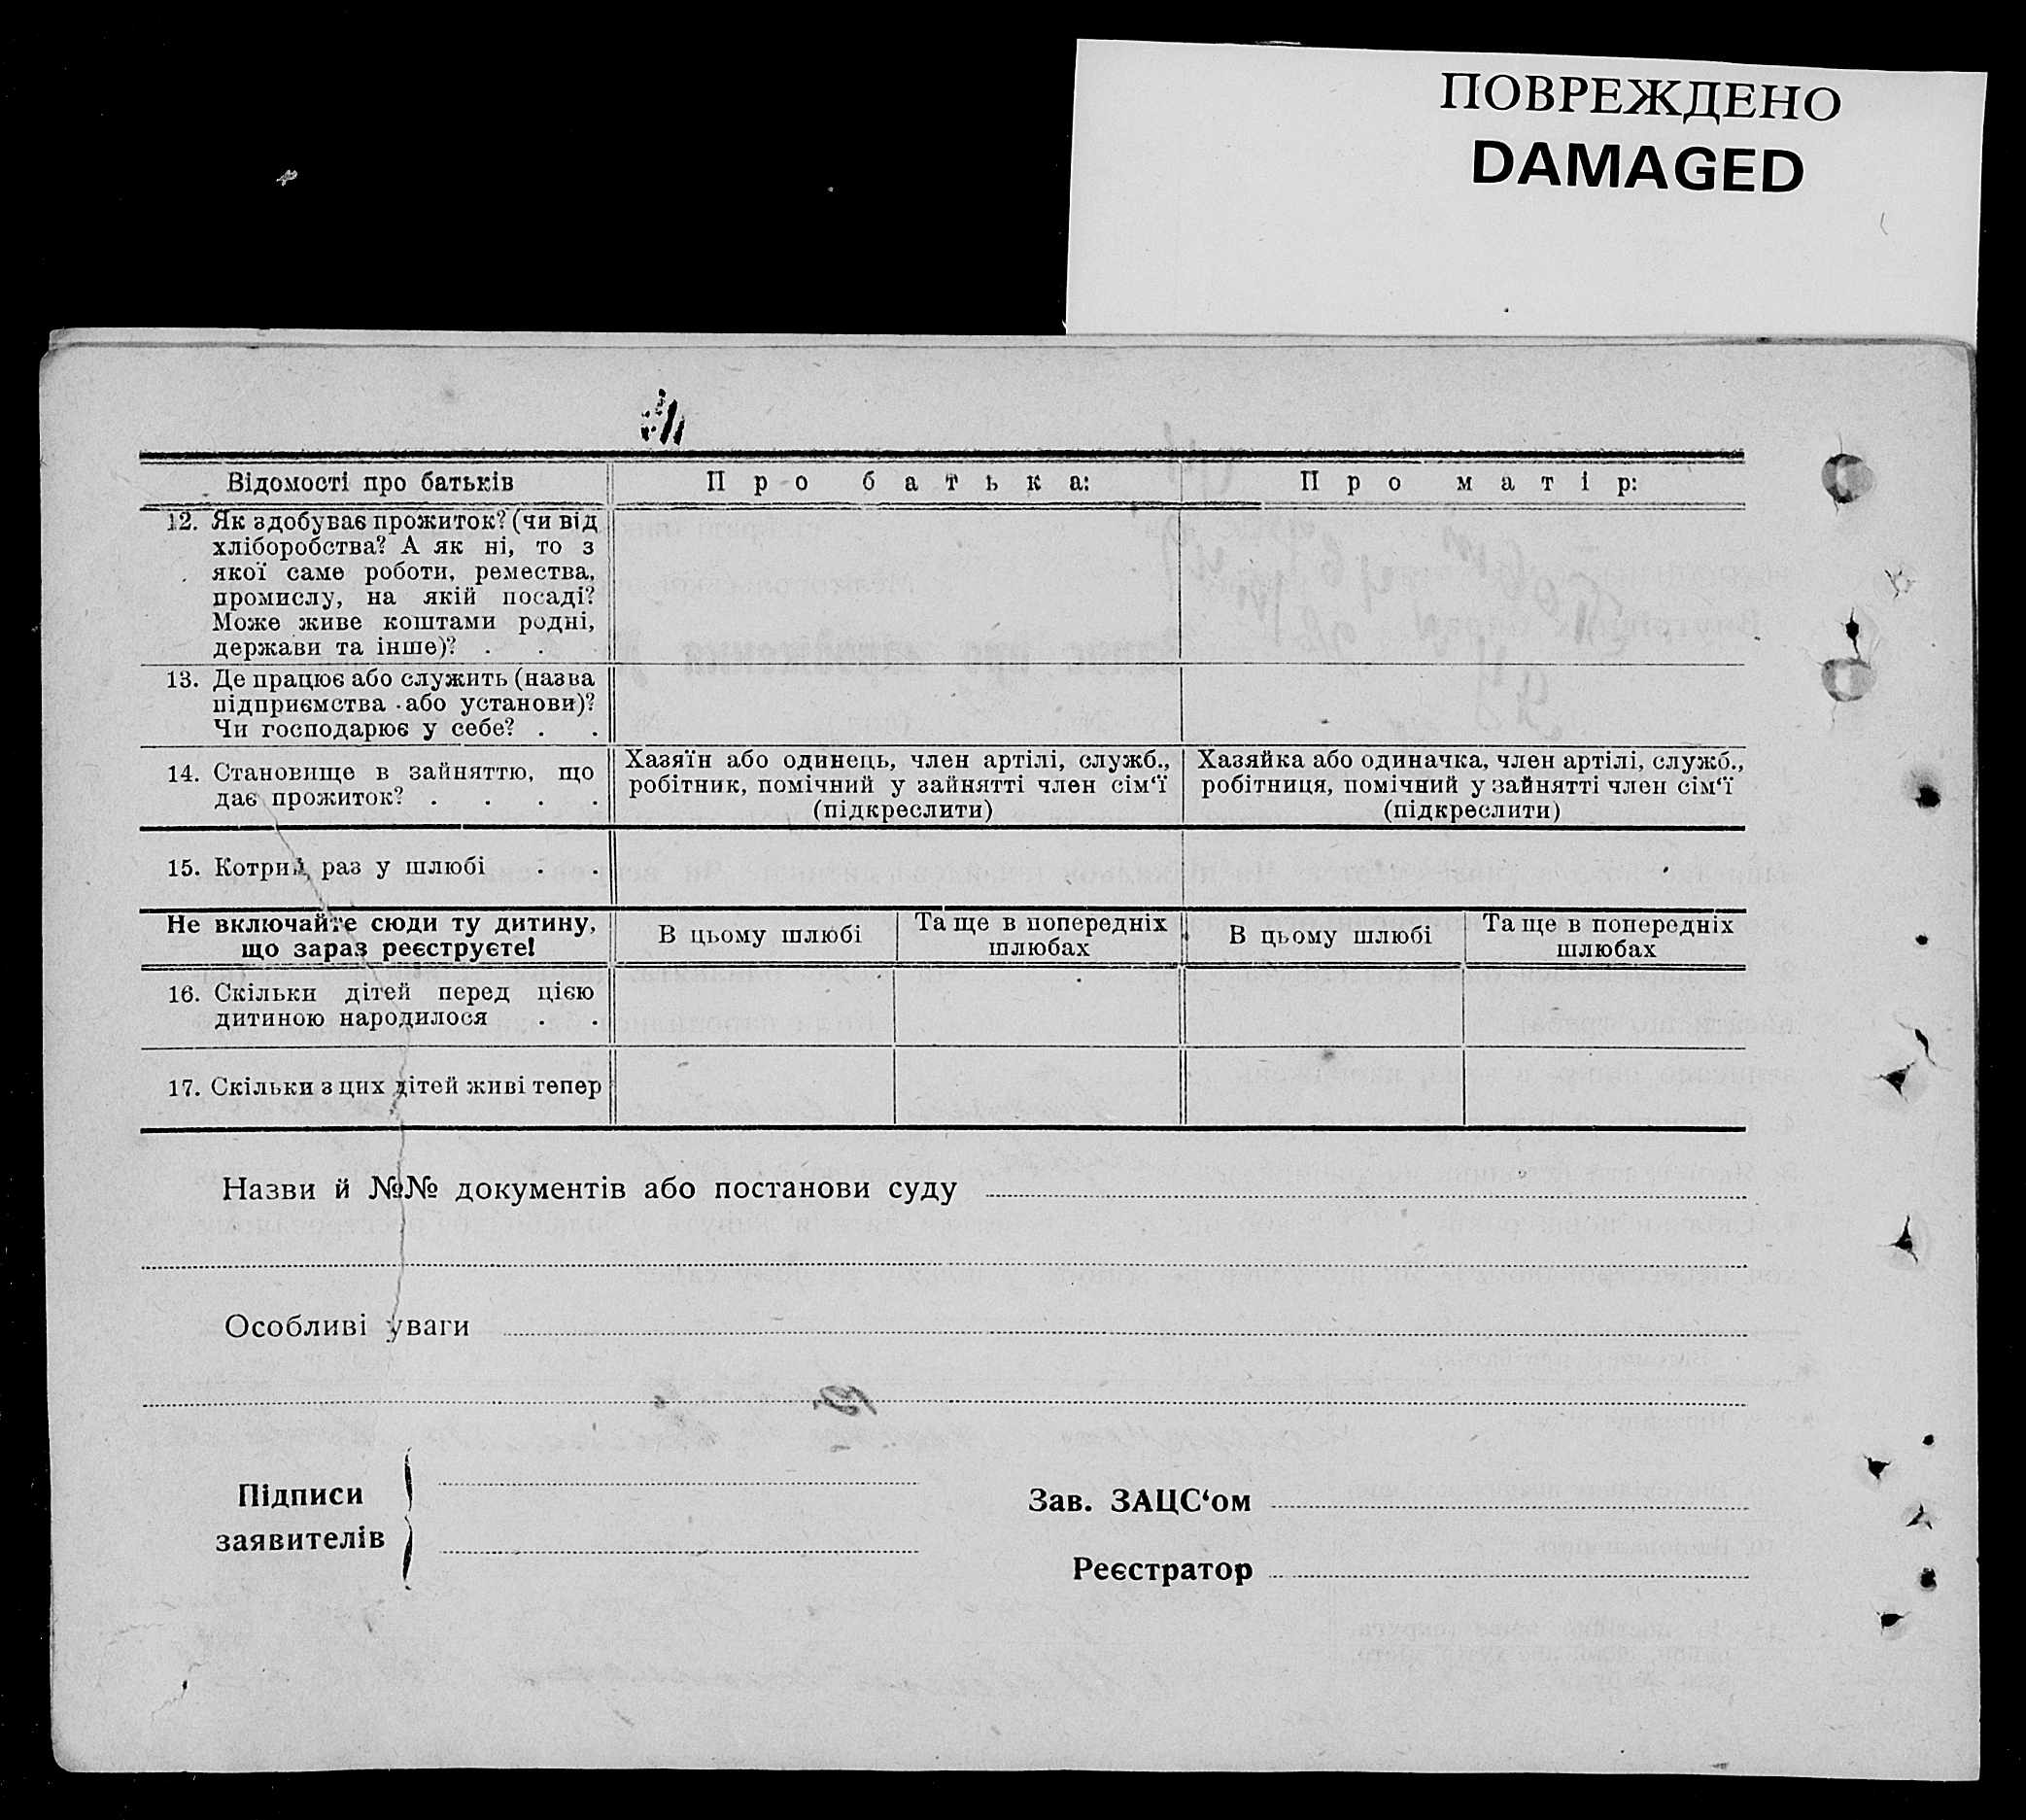 ПОВРЕЖДЕНО
DAMAGED
Відомості про батьків
Про батька:
Про матір:
12. Як здобуває прожиток? (чи від
хліборобства? А як ні, то з
якої саме роботи, ремества,
промислу, на якій посаді?
Може живе коштами родні,
держави та інше)? . .
13. Де працює або служить (назва
підприємства або установи)?
Чи господарює у себе? . .
14. Становище в зайняттю, що
дає прожиток? . . . .
Хазяїн або одинець, член артілі, служб.,
робітник, помічний у зайнятті член сім‘ї
(підкреслити)
Хазяйка або одиначка, член артілі, служб.,
робітниця, помічний у зайнятті член сім‘ї
(підкреслити)
15. Котрий раз у шлюбі . .
Не включайте сюди ту дитину,
що зараз реєструєте!
В цьому шлюбі
Та ще в попередніх
шлюбах
В цьому шлюбі
Та ще в попередніх
шлюбах
16. Скільки дітей перед цією
дитиною народилося . .
17. Скільки з цих дітей живі тепер
Назви й №№ документів або постанови суду
Особливі уваги
Підписи
заявителів
Зав. ЗАЦС‘ом
Реєстратор